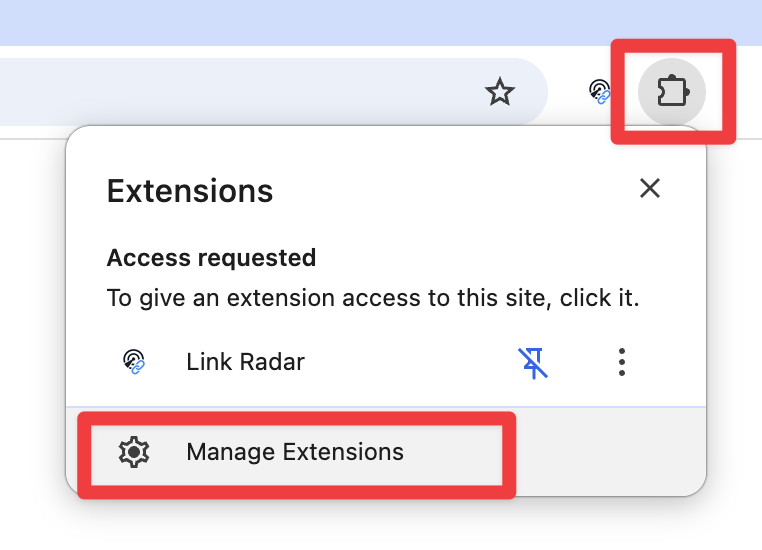 Extensions
Access requested
To give an extension access to this site, click it.
Link Radar
Manage Extensions